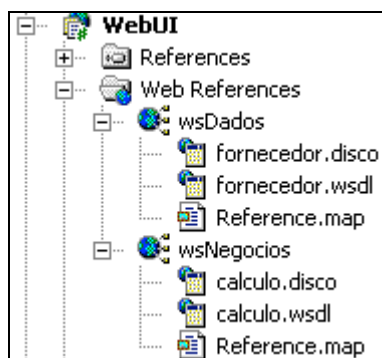 WebUI
References
Web References
wsDados
fornecedor.disco
fornecedor.wsdl
Reference.map
wsNegocios
calculo.disco
calculo.wsdl
Reference.map